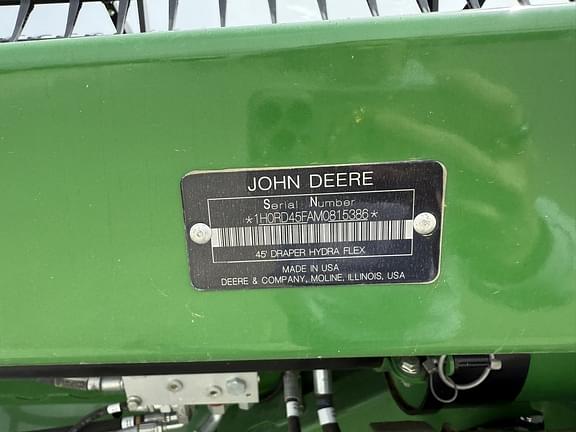 JOHN DEERE
Serial Number
*1H0RD45FAM0815386*
45' DRAPER HYDRA FLEX
MADE IN USA
DEERE & COMPANY, MOLINE, ILLINOIS, USA